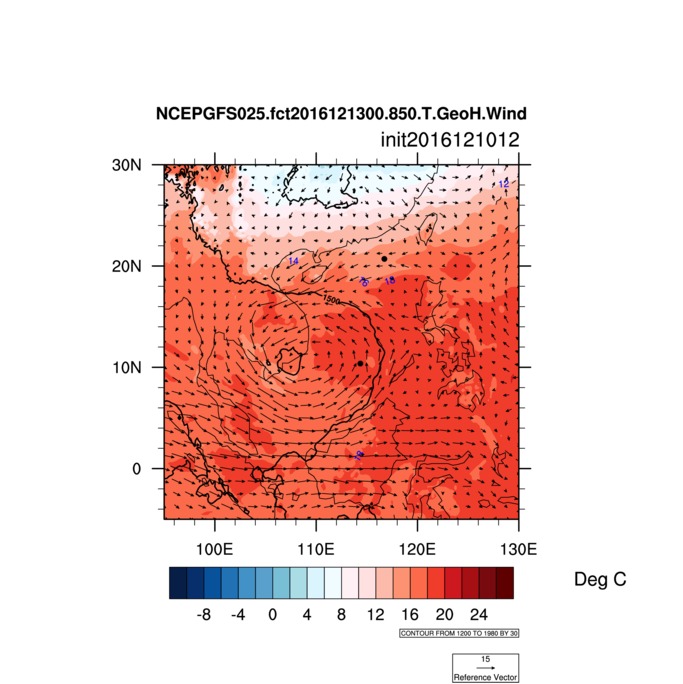 NCEPGFS025.fct2016121300.850.T.GeoH.Wind
init2016121012
30N
12
20N
14
16
1500
10N
0
100E 110E 120E 130E
Deg C
-8 -4 0 4 8 12 16 20 24
CONTOUR FROM 1200 TO 1980 BY 30
15
Reference Vector